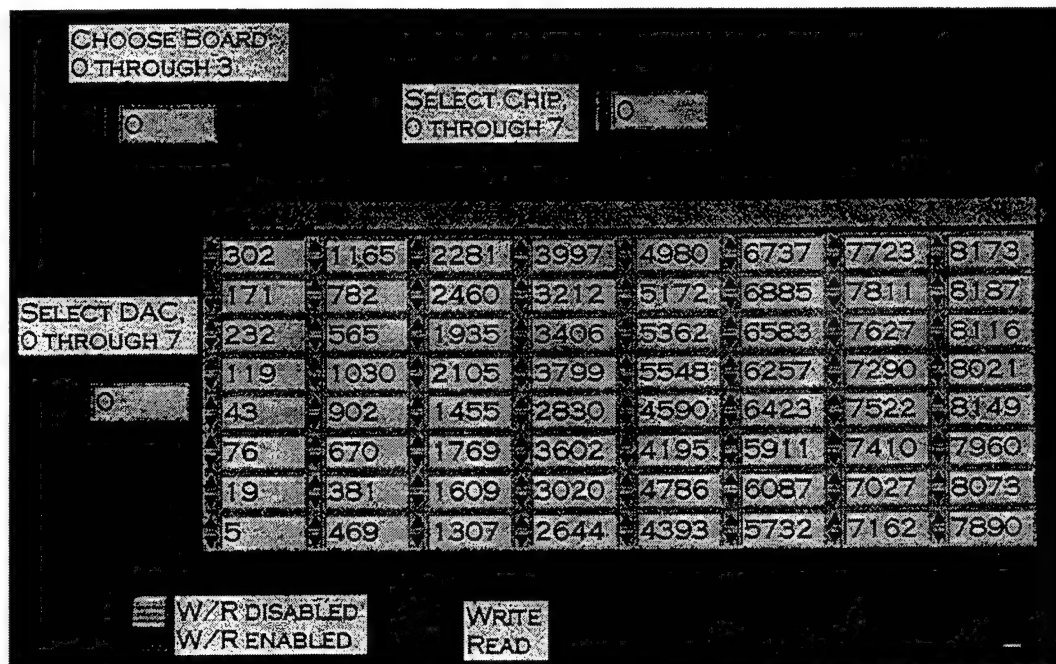 CHOOSE BOARD
0 THROUGH 3
0
SELECT CHIP,
0 THROUGH 7
0
302 1165 2281 3997 4980 6737 7723 8173
171 782 2460 3212 5172 6885 7811 8187
SELECT DAC,
0 THROUGH 7
232 565 1935 3406 5362 6583 7627 8116
119 1030 2105 3799 5548 6257 7290 8021
0
43 902 1455 2830 4590 6423 7522 8149
76 670 1769 3602 4195 5911 7410 7960
19 381 1609 3020 4786 6087 7027 8073
5 469 1307 2644 4393 5732 7162 7890
W/R DISABLED
W/R ENABLED
WRITE
READ